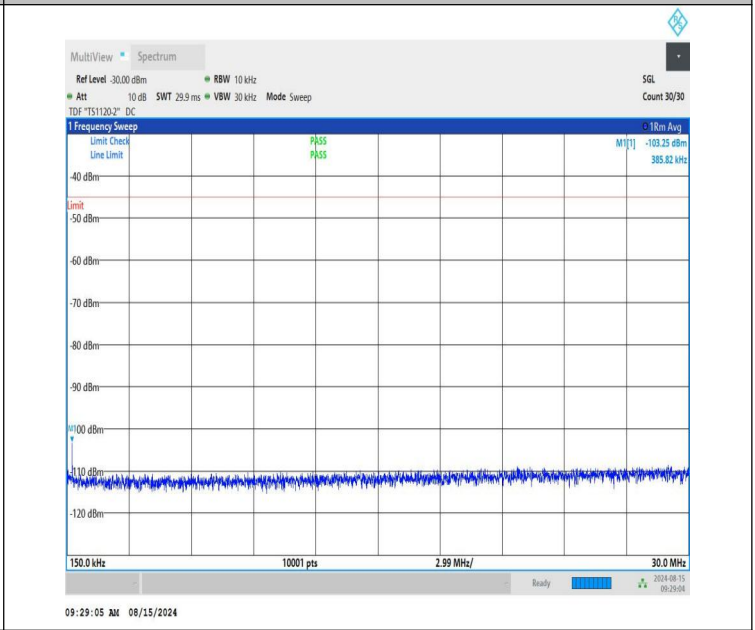 R S
MultiView Spectrum
Ref Level -30.00 dBm RBW 10 kHz SGL
Att 10 dB SWT 29.9 ms VBW 30 kHz Mode Sweep Count 30/30
TDF "TS1120-2" DC
1 Frequency Sweep 1Rm Avg
Limit Check PASS M1[1] -103.25 dBm
Line Limit PASS 385.82 kHz
-40 dBm
Limit
-50 dBm
-60 dBm
-70 dBm
-80 dBm
-90 dBm
M1
-100 dBm
-110 dBm
-120 dBm
150.0 kHz 10001 pts 2.99 MHz/ 30.0 MHz
Ready 2024-08-15
09:29:04
09:29:05 AM 08/15/2024